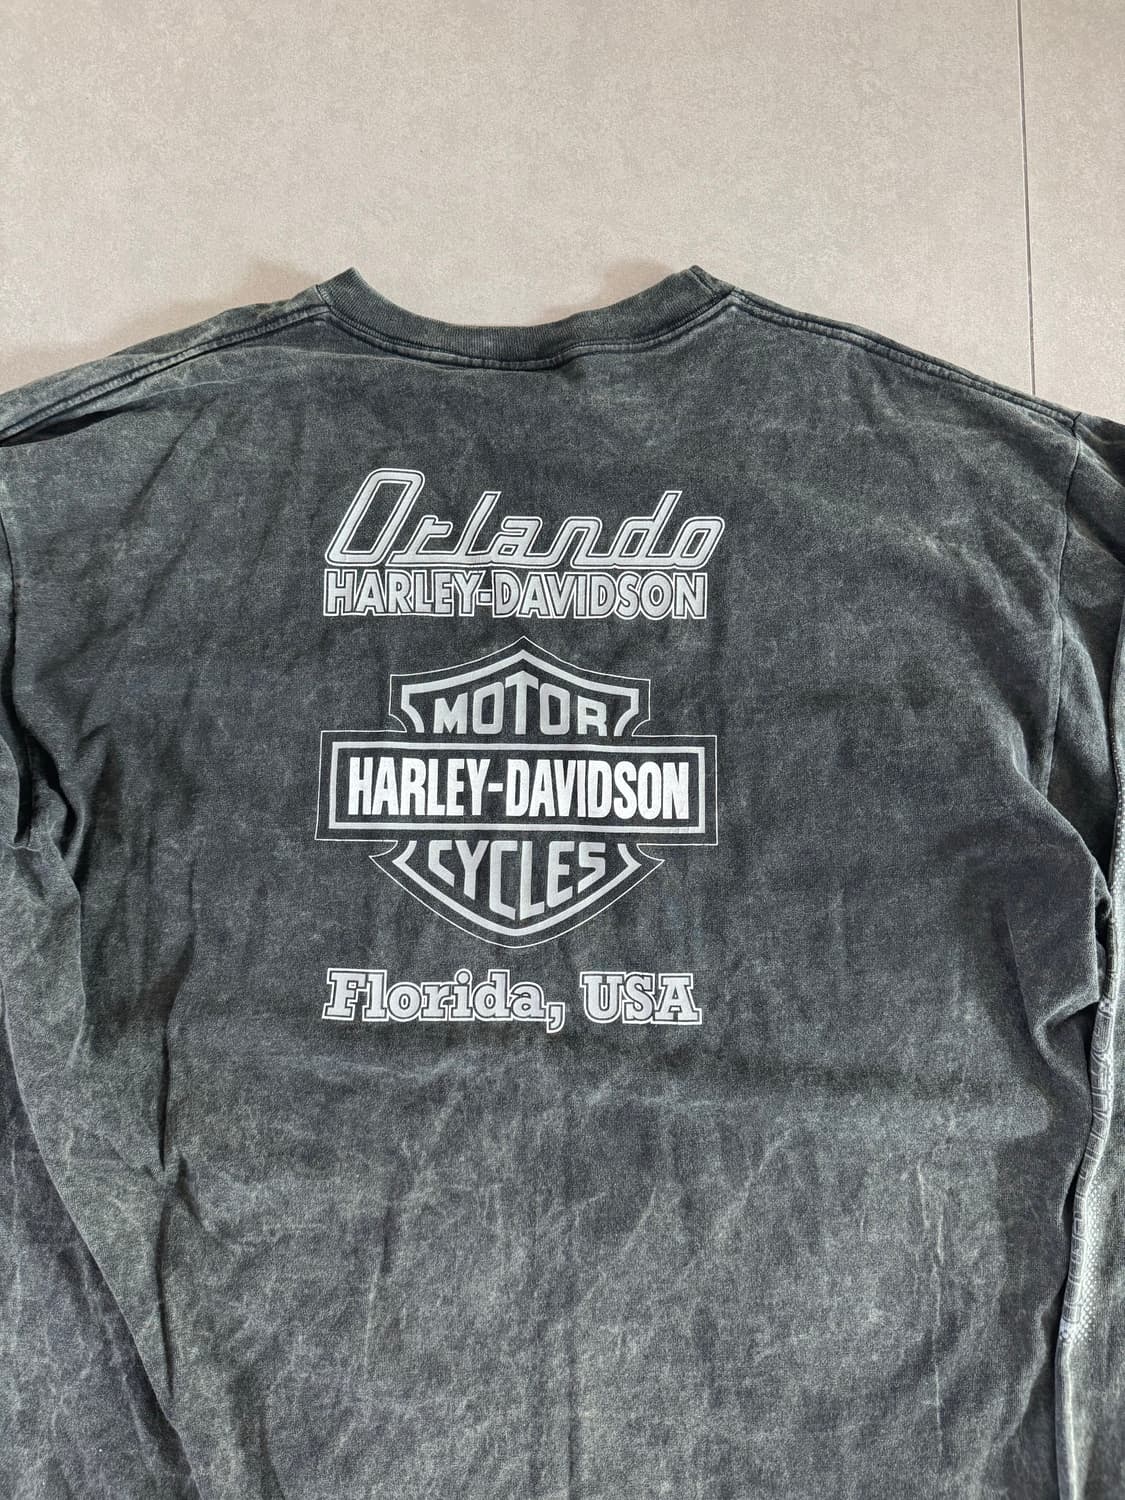 Orlando
HARLEY-DAVIDSON
MOTOR
HARLEY-DAVIDSON
CYCLES
Florida, USA